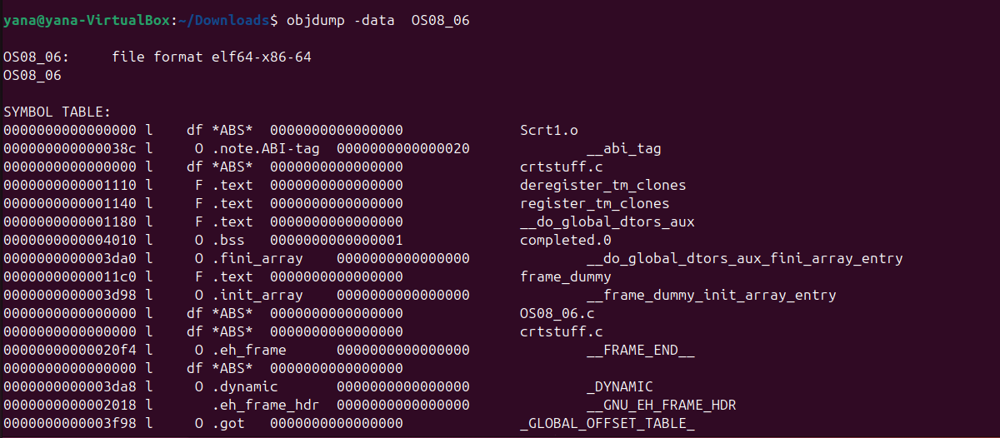 yana@yana-VirtualBox:~/Downloads$ objdump -data  OS08_06

OS08_06:     file format elf64-x86-64
OS08_06

SYMBOL TABLE:
0000000000000000 l    df *ABS*  0000000000000000              Scrt1.o
000000000000038c l     O .note.ABI-tag  0000000000000020              __abi_tag
0000000000000000 l    df *ABS*  0000000000000000              crtstuff.c
0000000000001110 l     F .text  0000000000000000              deregister_tm_clones
0000000000001140 l     F .text  0000000000000000              register_tm_clones
0000000000001180 l     F .text  0000000000000000              __do_global_dtors_aux
0000000000004010 l     O .bss   0000000000000001              completed.0
0000000000003da0 l     O .fini_array    0000000000000000              __do_global_dtors_aux_fini_array_entry
00000000000011c0 l     F .text  0000000000000000              frame_dummy
0000000000003d98 l     O .init_array    0000000000000000              __frame_dummy_init_array_entry
0000000000000000 l    df *ABS*  0000000000000000              OS08_06.c
0000000000000000 l    df *ABS*  0000000000000000              crtstuff.c
00000000000020f4 l     O .eh_frame      0000000000000000              __FRAME_END__
0000000000000000 l    df *ABS*  0000000000000000
0000000000003da8 l     O .dynamic       0000000000000000              _DYNAMIC
0000000000002018 l       .eh_frame_hdr  0000000000000000              __GNU_EH_FRAME_HDR
0000000000003f98 l     O .got   0000000000000000              _GLOBAL_OFFSET_TABLE_